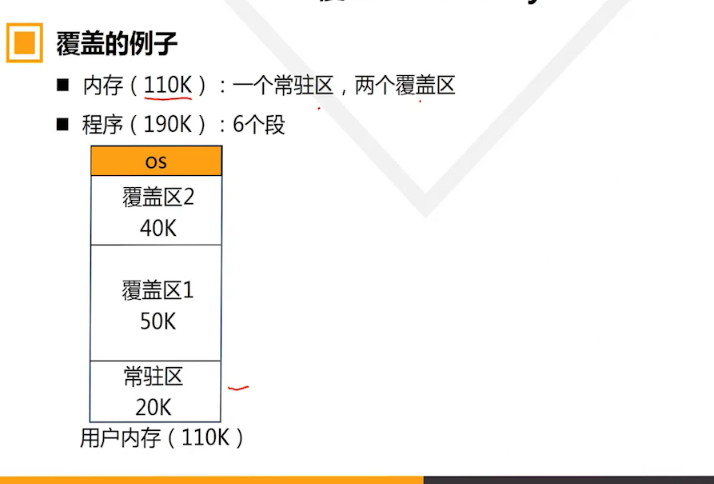 覆盖的例子
■ 内存（110K）：一个常驻区，两个覆盖区
■ 程序（190K）：6个段
os
覆盖区2
40K
覆盖区1
50K
常驻区
20K
用户内存（110K）